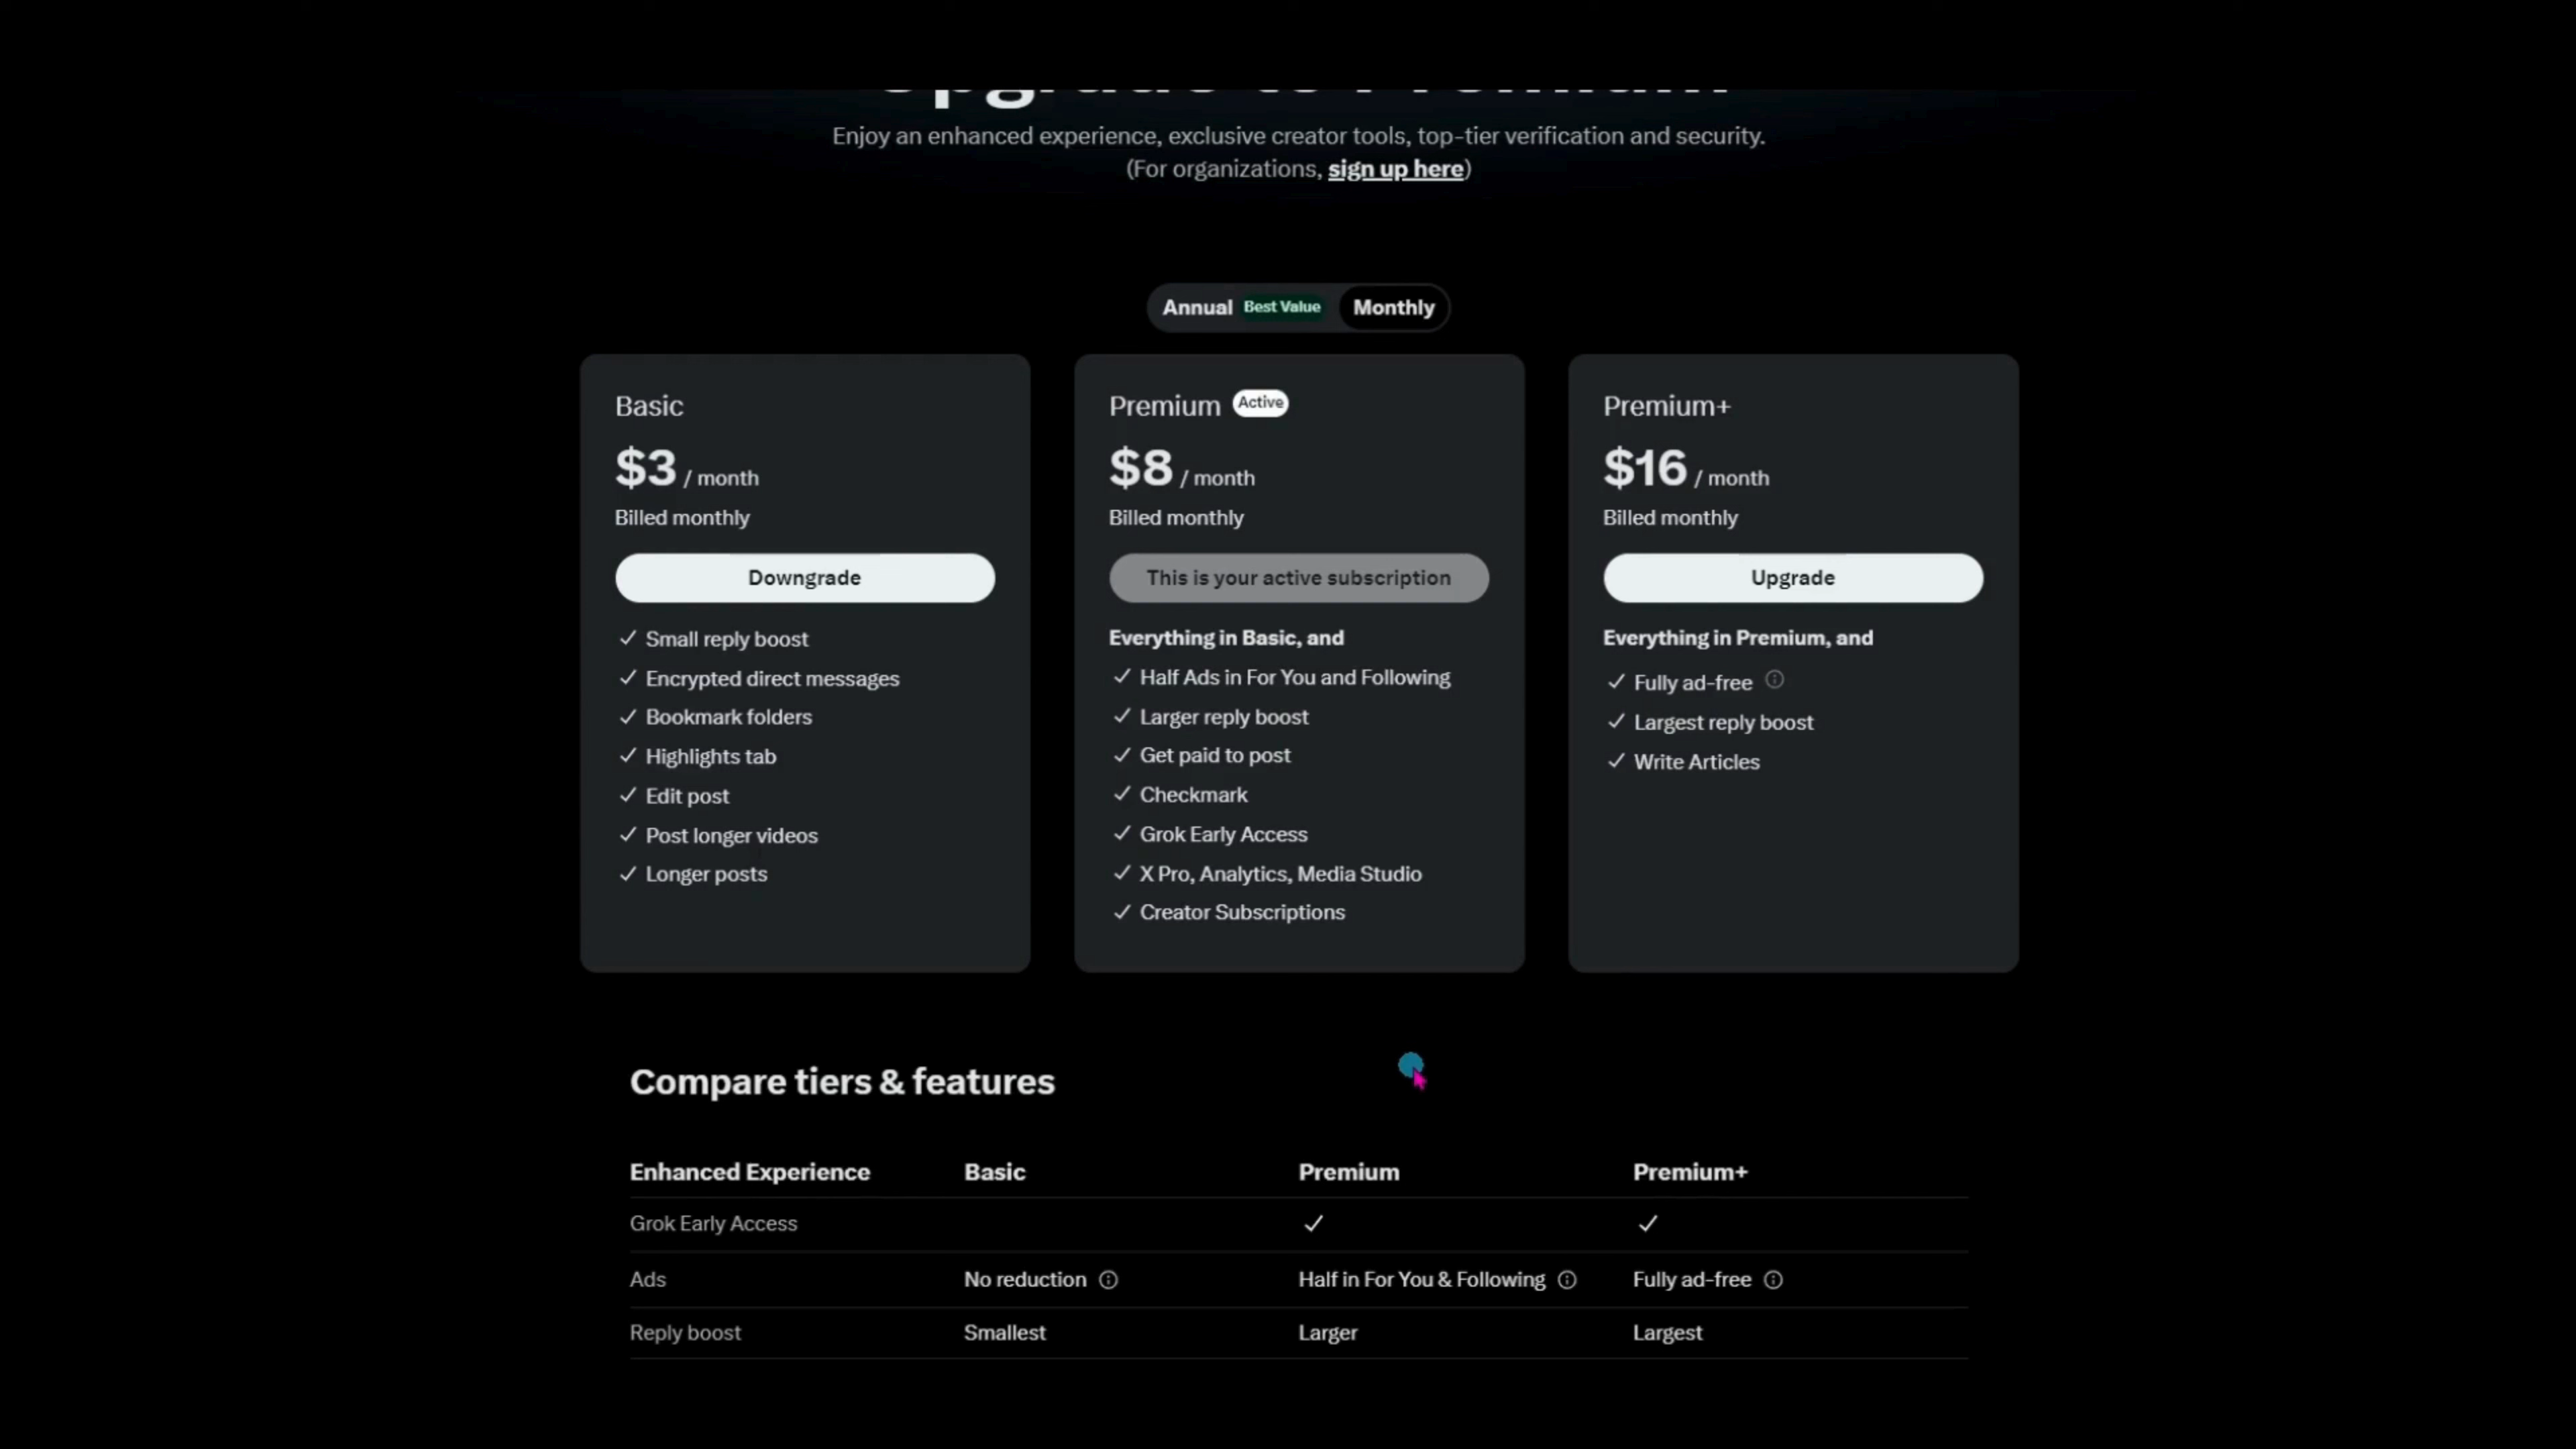 Upgrade to Premium
Enjoy an enhanced experience, exclusive creator tools, top-tier verification and security.
(For organizations, sign up here)
Annual Best Value Monthly
Basic
$3 / month
Billed monthly
Downgrade
✓ Small reply boost
✓ Encrypted direct messages
✓ Bookmark folders
✓ Highlights tab
✓ Edit post
✓ Post longer videos
✓ Longer posts
Premium Active
$8 / month
Billed monthly
This is your active subscription
Everything in Basic, and
✓ Half Ads in For You and Following
✓ Larger reply boost
✓ Get paid to post
✓ Checkmark
✓ Grok Early Access
✓ X Pro, Analytics, Media Studio
✓ Creator Subscriptions
Premium+
$16 / month
Billed monthly
Upgrade
Everything in Premium, and
✓ Fully ad-free
✓ Largest reply boost
✓ Write Articles
Compare tiers & features
Enhanced Experience Basic Premium Premium+
Grok Early Access ✓ ✓
Ads No reduction Half in For You & Following Fully ad-free
Reply boost Smallest Larger Largest